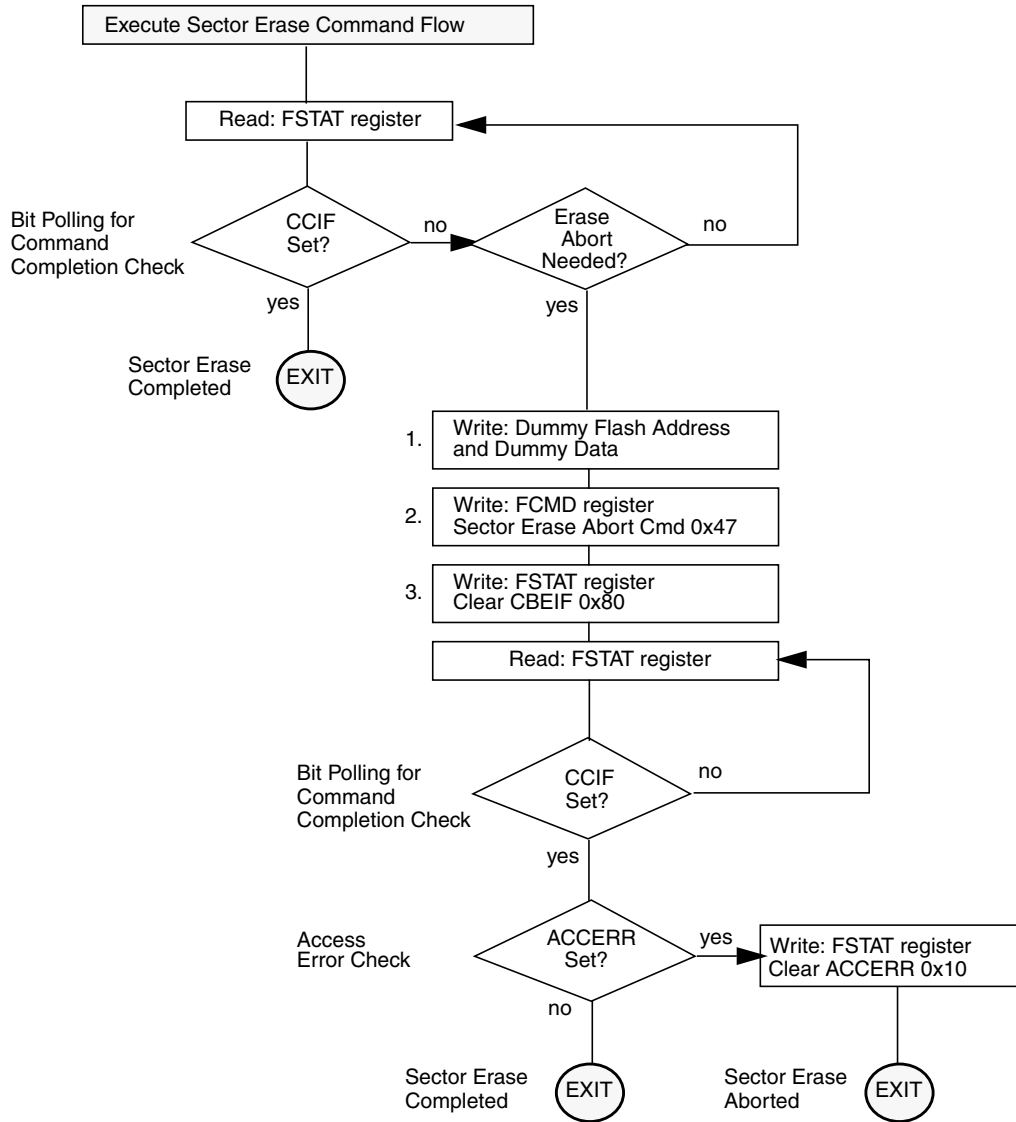 Execute Sector Erase Command Flow
Read: FSTAT register
Bit Polling for
Command
Completion Check
CCIF
Set?
no
Erase
Abort
Needed?
no
yes
yes
Sector Erase
Completed
EXIT
1.
Write: Dummy Flash Address
and Dummy Data
2.
Write: FCMD register
Sector Erase Abort Cmd 0x47
3.
Write: FSTAT register
Clear CBEIF 0x80
Read: FSTAT register
Bit Polling for
Command
Completion Check
CCIF
Set?
no
yes
Access
Error Check
ACCERR
Set?
yes
Write: FSTAT register
Clear ACCERR 0x10
no
Sector Erase
Completed
EXIT
Sector Erase
Aborted
EXIT